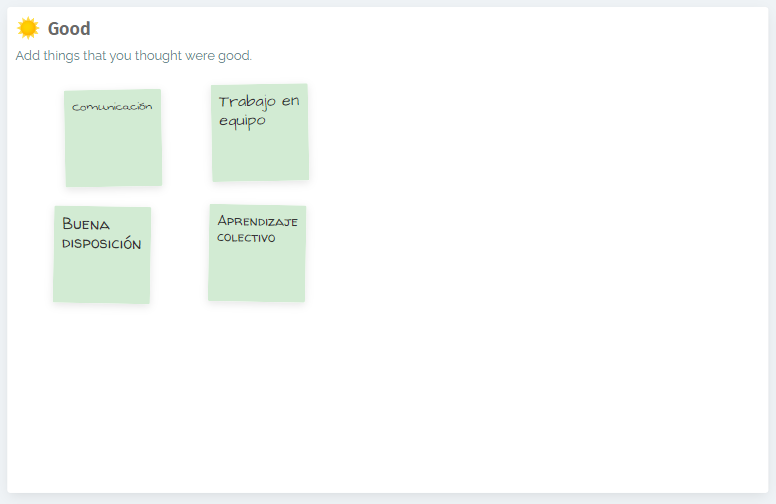 Good
Add things that you thought were good.
Comunicación
Trabajo en
equipo
BUENA
DISPOSICIÓN
APRENDIZAJE
COLECTIVO